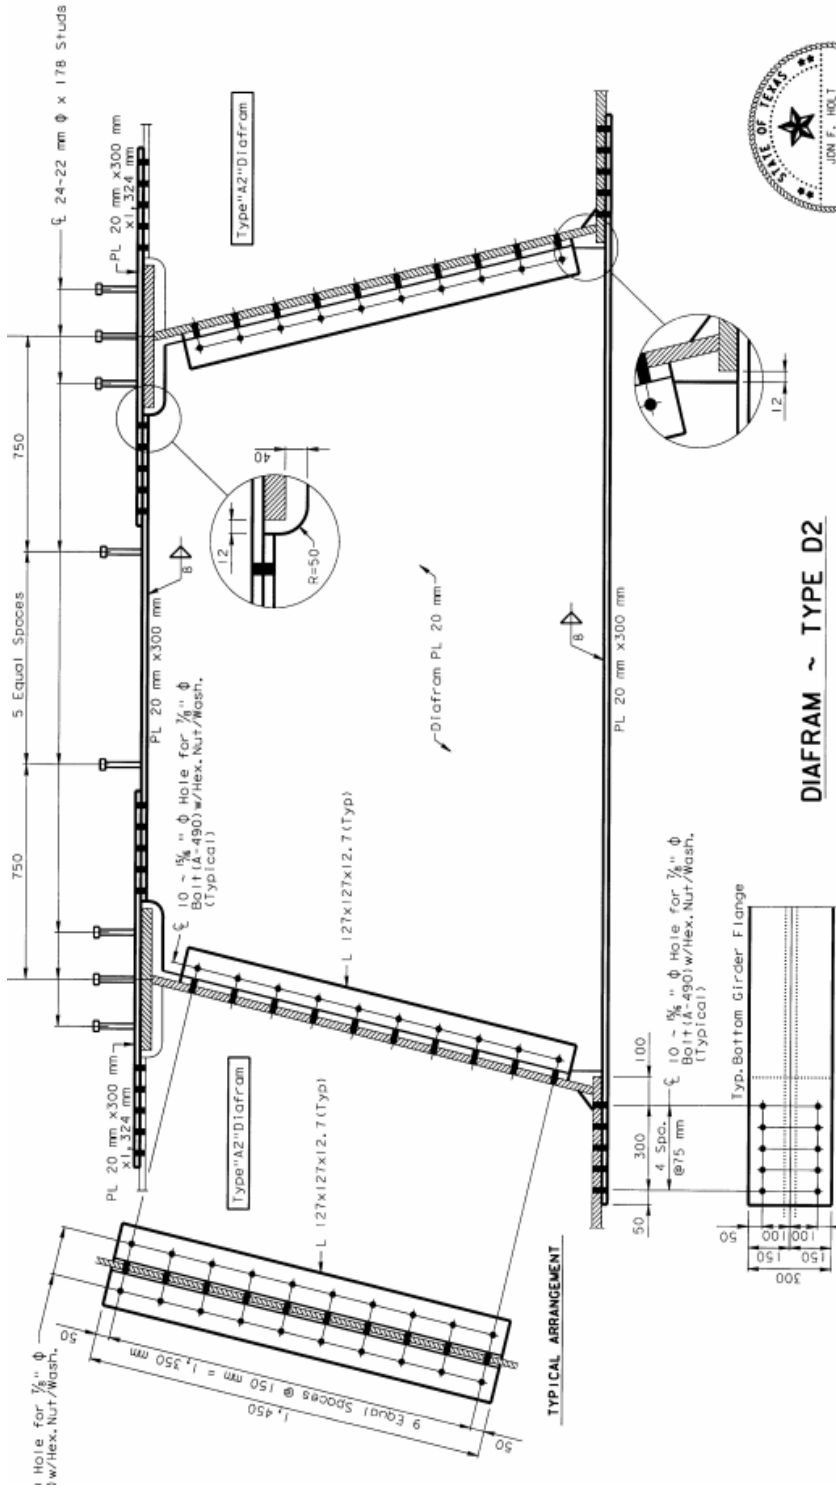 ℄ 24-22 mm Φ x 178 Studs
750
5 Equal Spaces
750
PL 20 mm x300 mm
x1,324 mm
Type"A2"Diafram
STATE OF TEXAS
JON F. HOLT
12
40
R=50
B
PL 20 mm x300 mm
12
Diafram PL 20 mm
B
PL 20 mm x300 mm
DIAFRAM ~ TYPE D2
℄ 10 ~ 15/16 " Φ Hole for 7/8" Φ
Bolt(A-490)w/Hex.Nut/Wash.
(Typical)
L 127x127x12.7(Typ)
PL 20 mm x300 mm
x1,324 mm
Type"A2"Diafram
L 127x127x12.7(Typ)
℄ 10 ~ 15/16 " Φ Hole for 7/8" Φ
Bolt(A-490)w/Hex.Nut/Wash.
(Typical)
100
300
4 Spa.
@75 mm
50
Typ.Bottom Girder Flange
50
100
100
150
150
300
Hole for 7/8" Φ
w/Hex.Nut/Wash.
50
9 Equal Spaces @ 150 mm = 1,350 mm
1,450
50
TYPICAL ARRANGEMENT